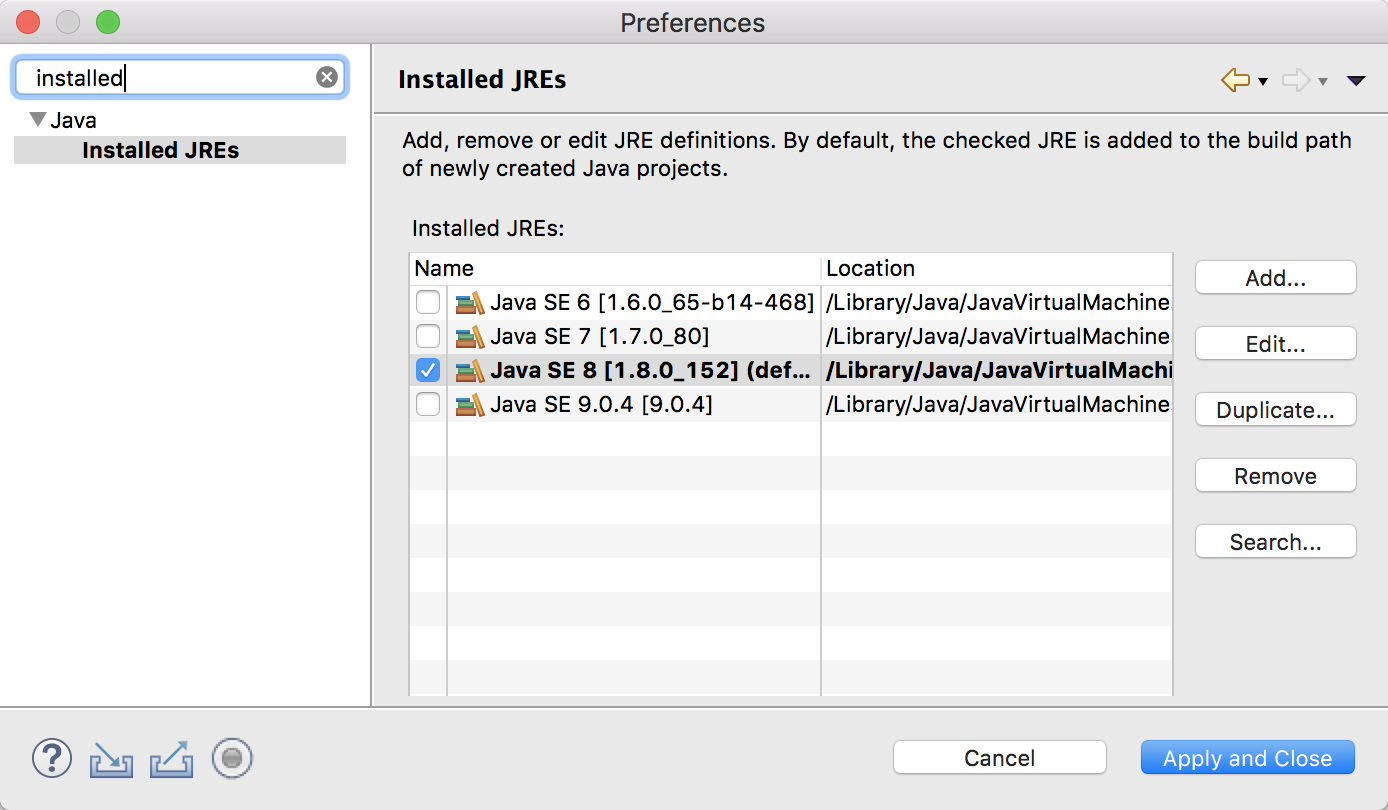 Preferences
installed
Java
Installed JREs
Installed JREs
Add, remove or edit JRE definitions. By default, the checked JRE is added to the build path
of newly created Java projects.
Installed JREs:
Name Location
Java SE 6 [1.6.0_65-b14-468] /Library/Java/JavaVirtualMachine
Java SE 7 [1.7.0_80] /Library/Java/JavaVirtualMachine
Java SE 8 [1.8.0_152] (def... /Library/Java/JavaVirtualMachi
Java SE 9.0.4 [9.0.4] /Library/Java/JavaVirtualMachine
Add...
Edit...
Duplicate...
Remove
Search...
?
Cancel
Apply and Close